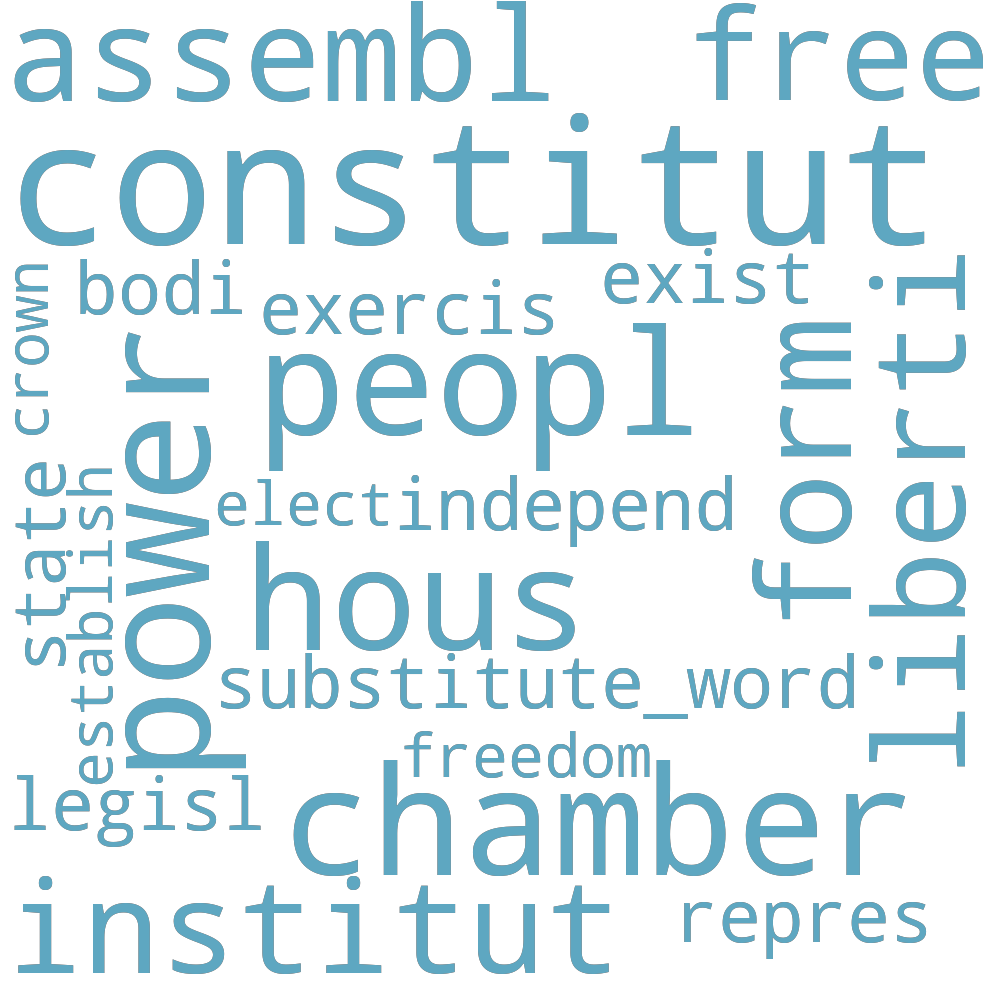 assembl free
constitut
bodi exercis exist
crown
peopl
power
form
liberti
state
establish
elect independ
hous
substitute_word
freedom
legisl
chamber
institut repres